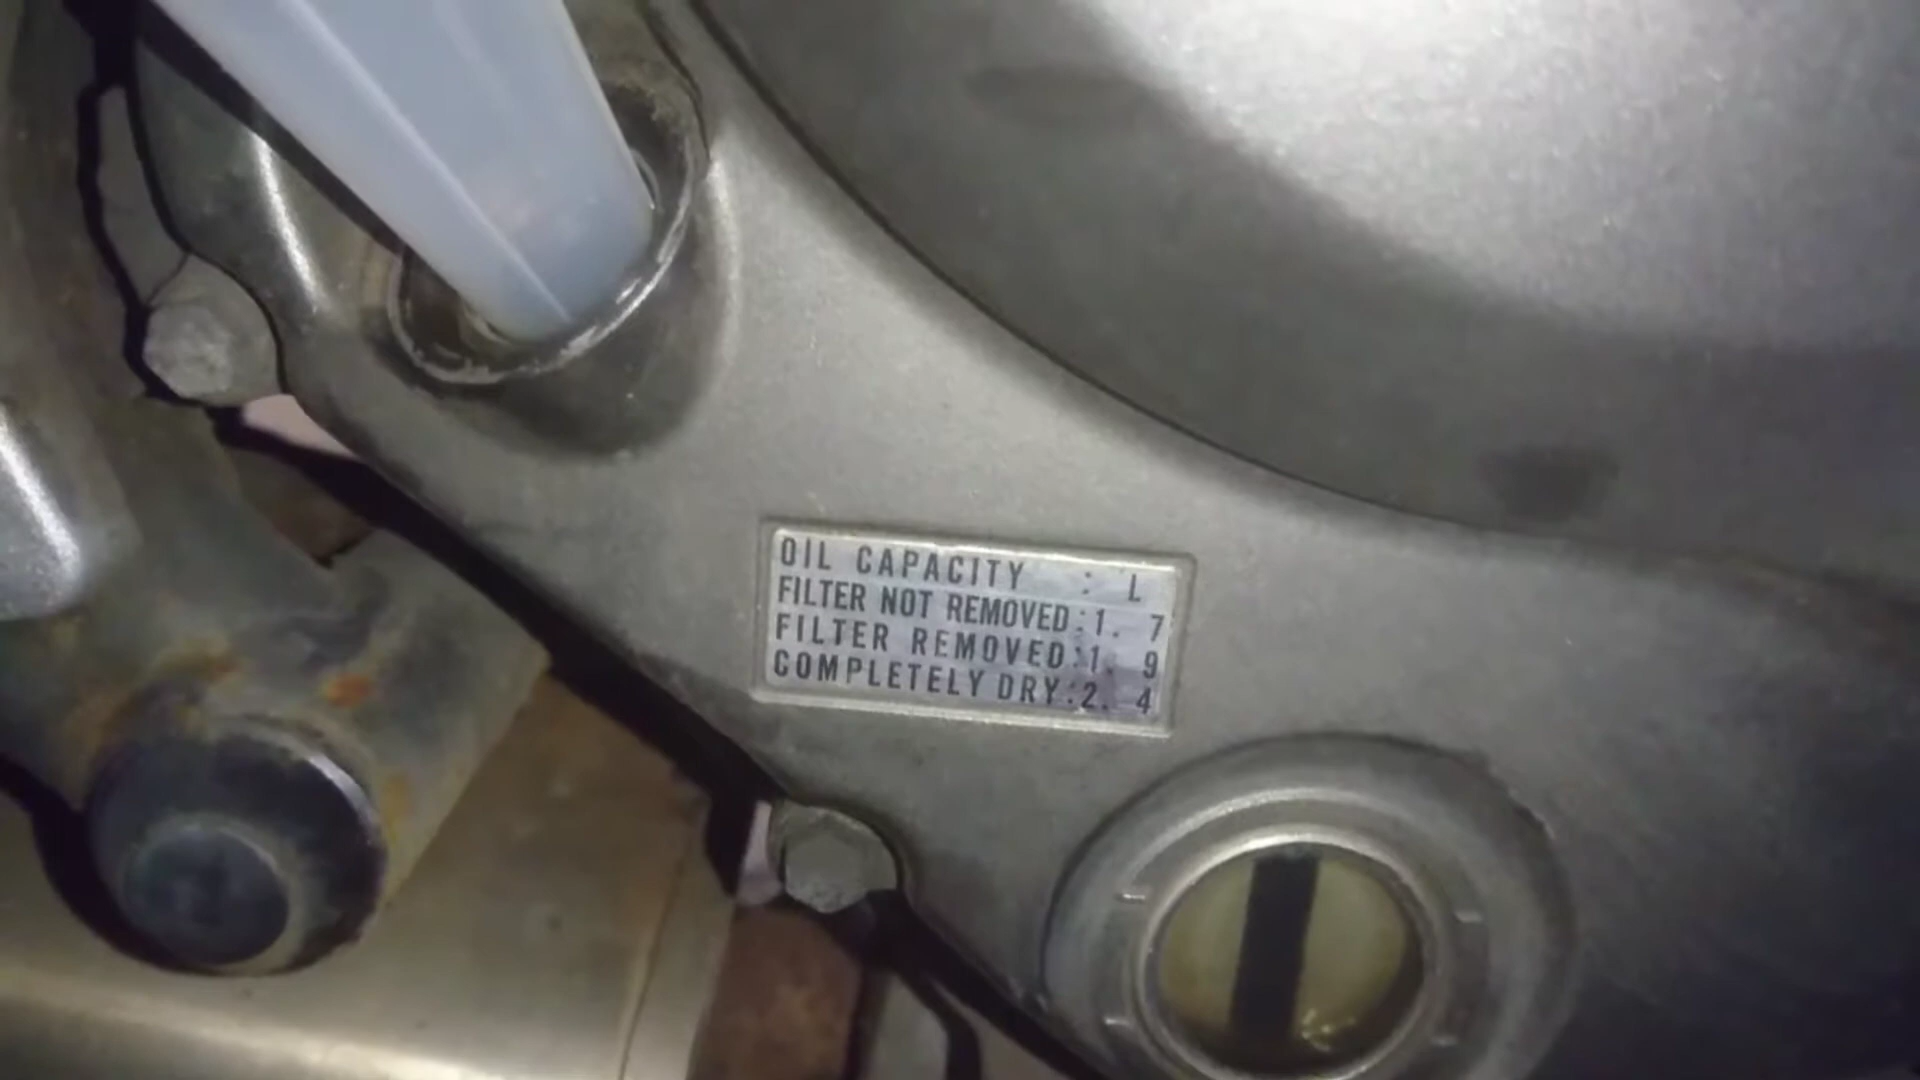 OIL CAPACITY : L
FILTER NOT REMOVED:1. 7
FILTER REMOVED:1. 9
COMPLETELY DRY:2. 4